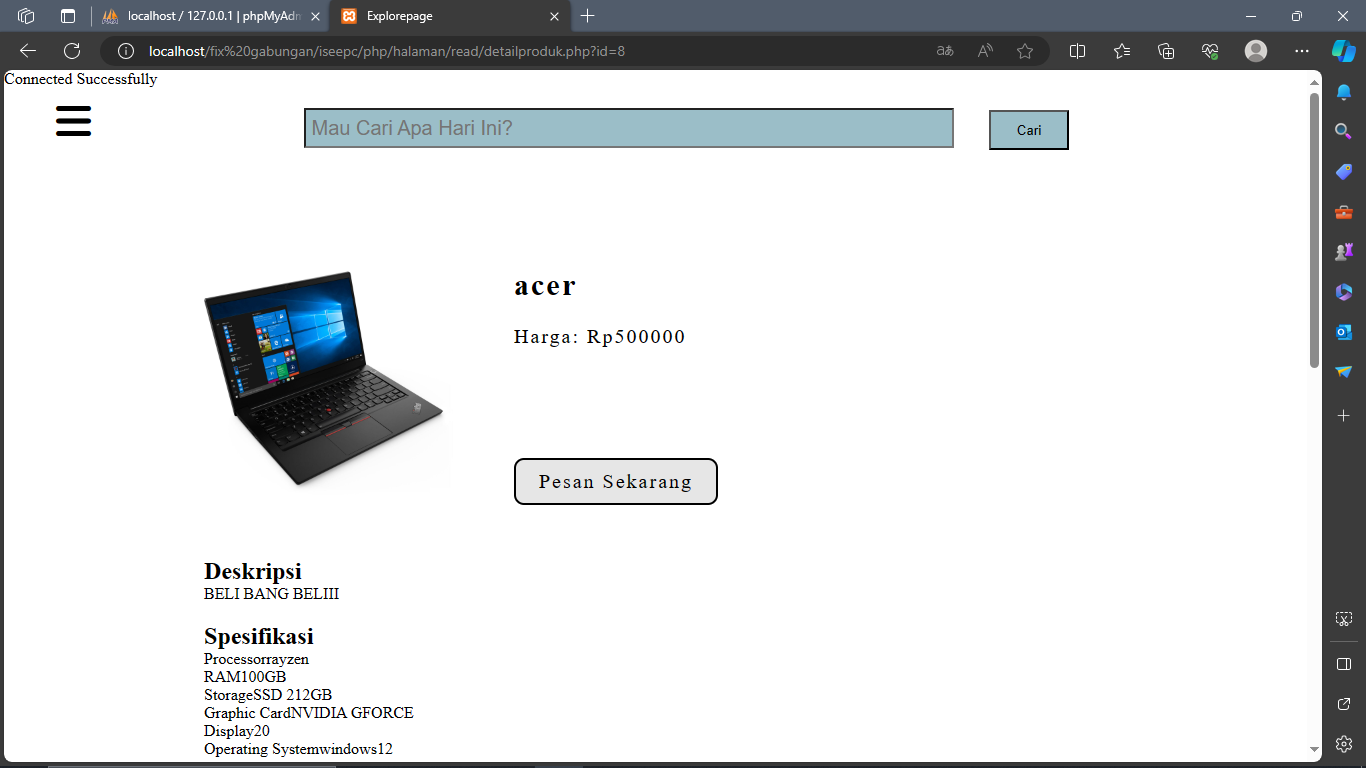 localhost / 127.0.0.1 | phpMyAdm
Explorepage
localhost/fix%20gabungan/iseepc/php/halaman/read/detailproduk.php?id=8
Connected Successfully
Mau Cari Apa Hari Ini?
Cari
acer
Harga: Rp500000
Pesan Sekarang
Deskripsi
BELI BANG BELIII
Spesifikasi
Processorrayzen
RAM100GB
StorageSSD 212GB
Graphic CardNVIDIA GFORCE
Display20
Operating Systemwindows12